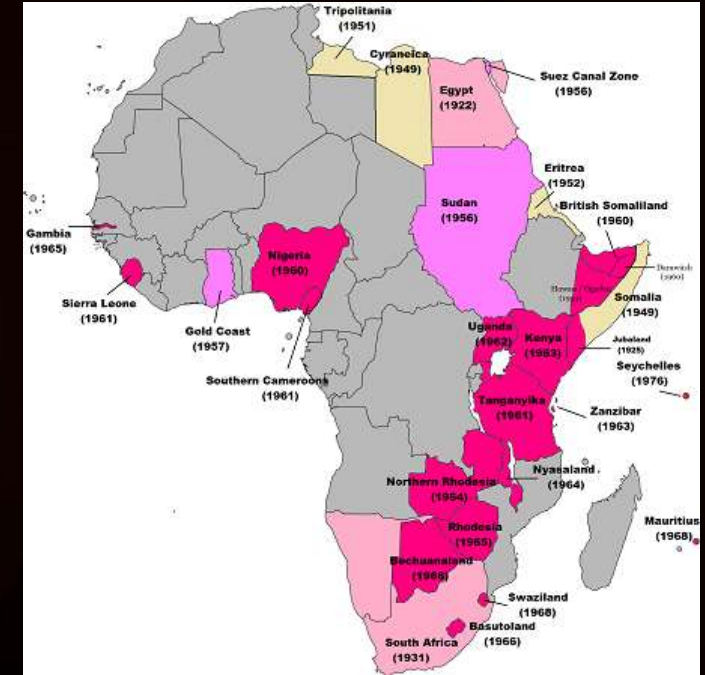 Tripolitania
(1951)
Cyraneica
(1949)
Suez Canal Zone
(1956)
Egypt
(1922)
Eritrea
(1952)
Sudan
(1956)
British Somaliland
(1960)
Gambia
(1965)
Nigeria
(1960)
Somalia
(1949)
Sierra Leone
(1961)
Gold Coast
(1957)
Uganda
(1962)
Kenya
(1963)
Jubaland
(1925)
Seychelles
(1976)
Southern Cameroons
(1961)
Tanganyika
(1961)
Zanzibar
(1963)
Nyasaland
(1964)
Northern Rhodesia
(1964)
Mauritius
(1968)
Rhodesia
(1965)
Bechuanaland
(1966)
Swaziland
(1968)
Basutoland
(1966)
South Africa
(1931)